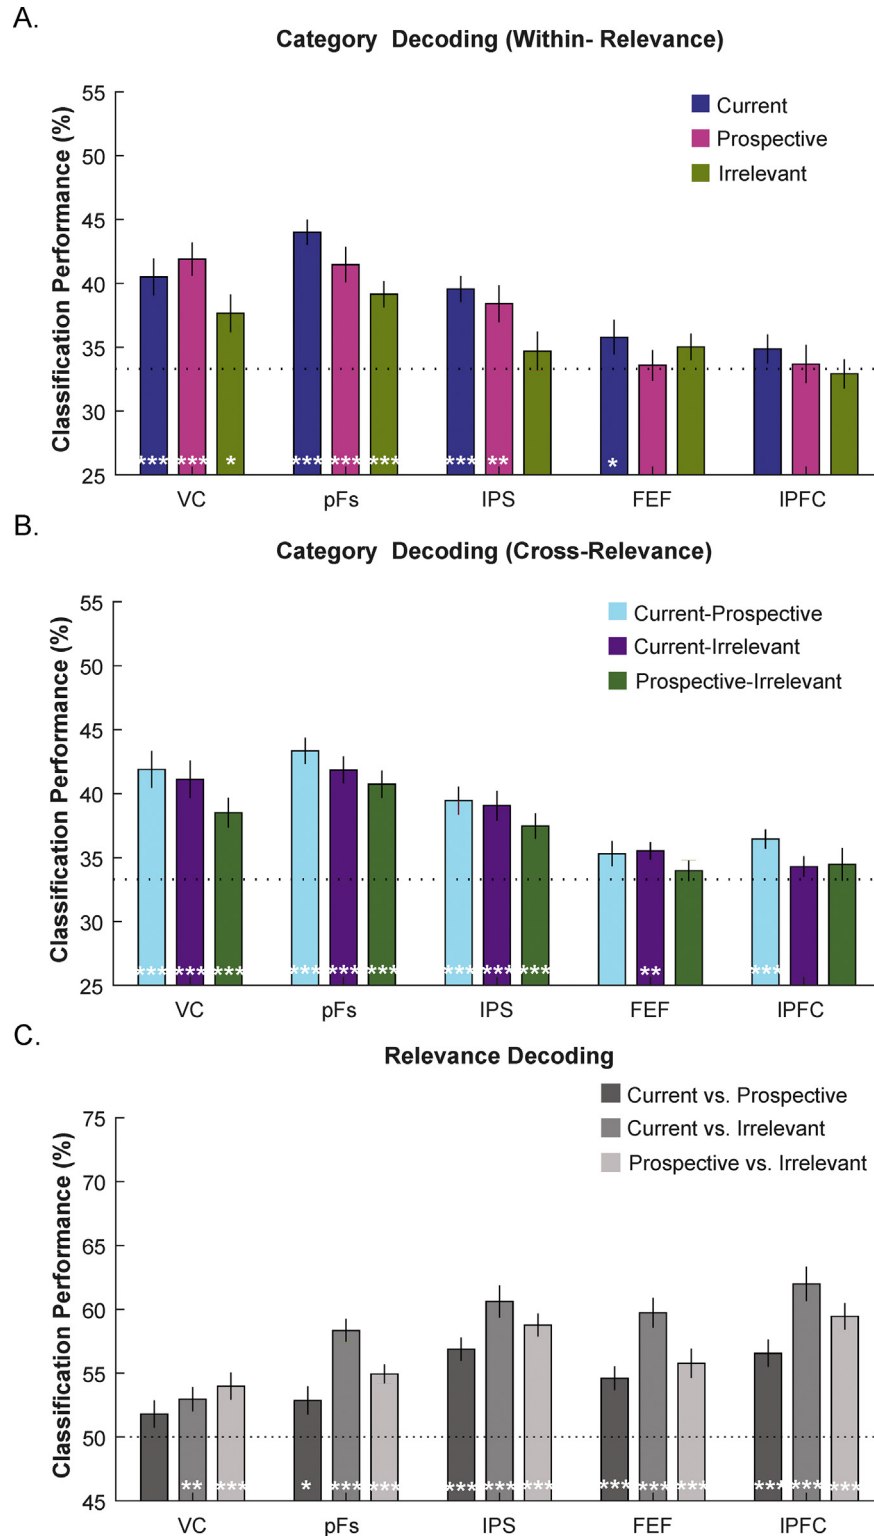 A.
Category Decoding (Within- Relevance)
Classification Performance (%)
55
50
45
40
35
30
25
Current
Prospective
Irrelevant
*** *** * *** *** *** *** ** *
VC pFs IPS FEF lPFC
B.
Category Decoding (Cross-Relevance)
Classification Performance (%)
55
50
45
40
35
30
25
Current-Prospective
Current-Irrelevant
Prospective-Irrelevant
*** *** *** *** *** *** *** *** *** ** ***
VC pFs IPS FEF lPFC
C.
Relevance Decoding
Classification Performance (%)
75
70
65
60
55
50
45
Current vs. Prospective
Current vs. Irrelevant
Prospective vs. Irrelevant
** *** * *** *** *** *** *** *** *** *** *** *** ***
VC pFs IPS FEF lPFC